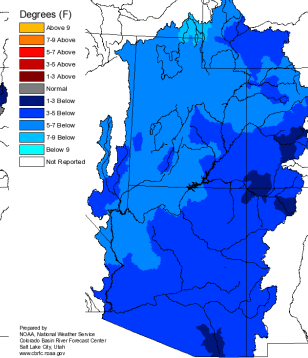 Degrees (F)
Above 9
7-9 Above
5-7 Above
3-5 Above
1-3 Above
Normal
1-3 Below
3-5 Below
5-7 Below
7-9 Below
Below 9
Not Reported
Prepared by
NOAA, National Weather Service
Colorado Basin River Forecast Center
Salt Lake City, Utah
www.cbrfc.noaa.gov